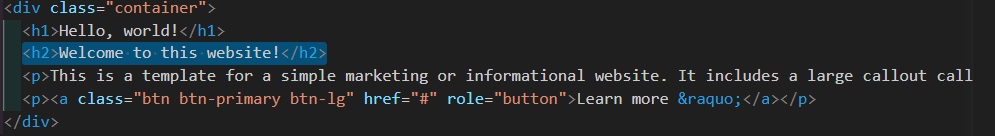 <div class="container">
<h1>Hello, world!</h1>
<h2>Welcome to this website!</h2>
<p>This is a template for a simple marketing or informational website. It includes a large callout call
<p><a class="btn btn-primary btn-lg" href="#" role="button">Learn more &raquo;</a></p>
</div>